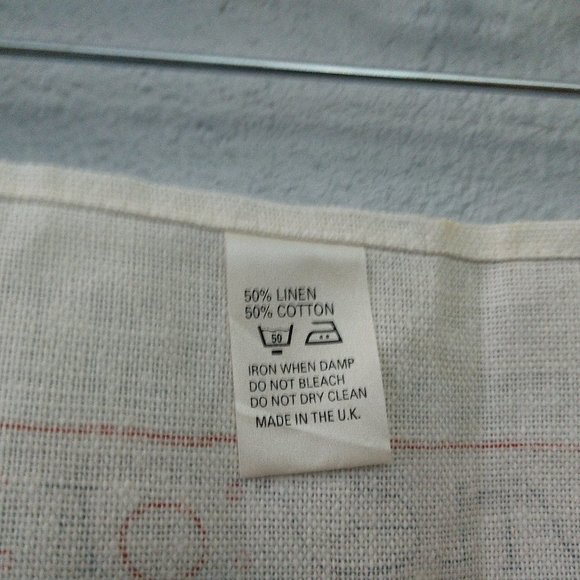 50% LINEN
50% COTTON
50
IRON WHEN DAMP
DO NOT BLEACH
DO NOT DRY CLEAN
MADE IN THE U.K.